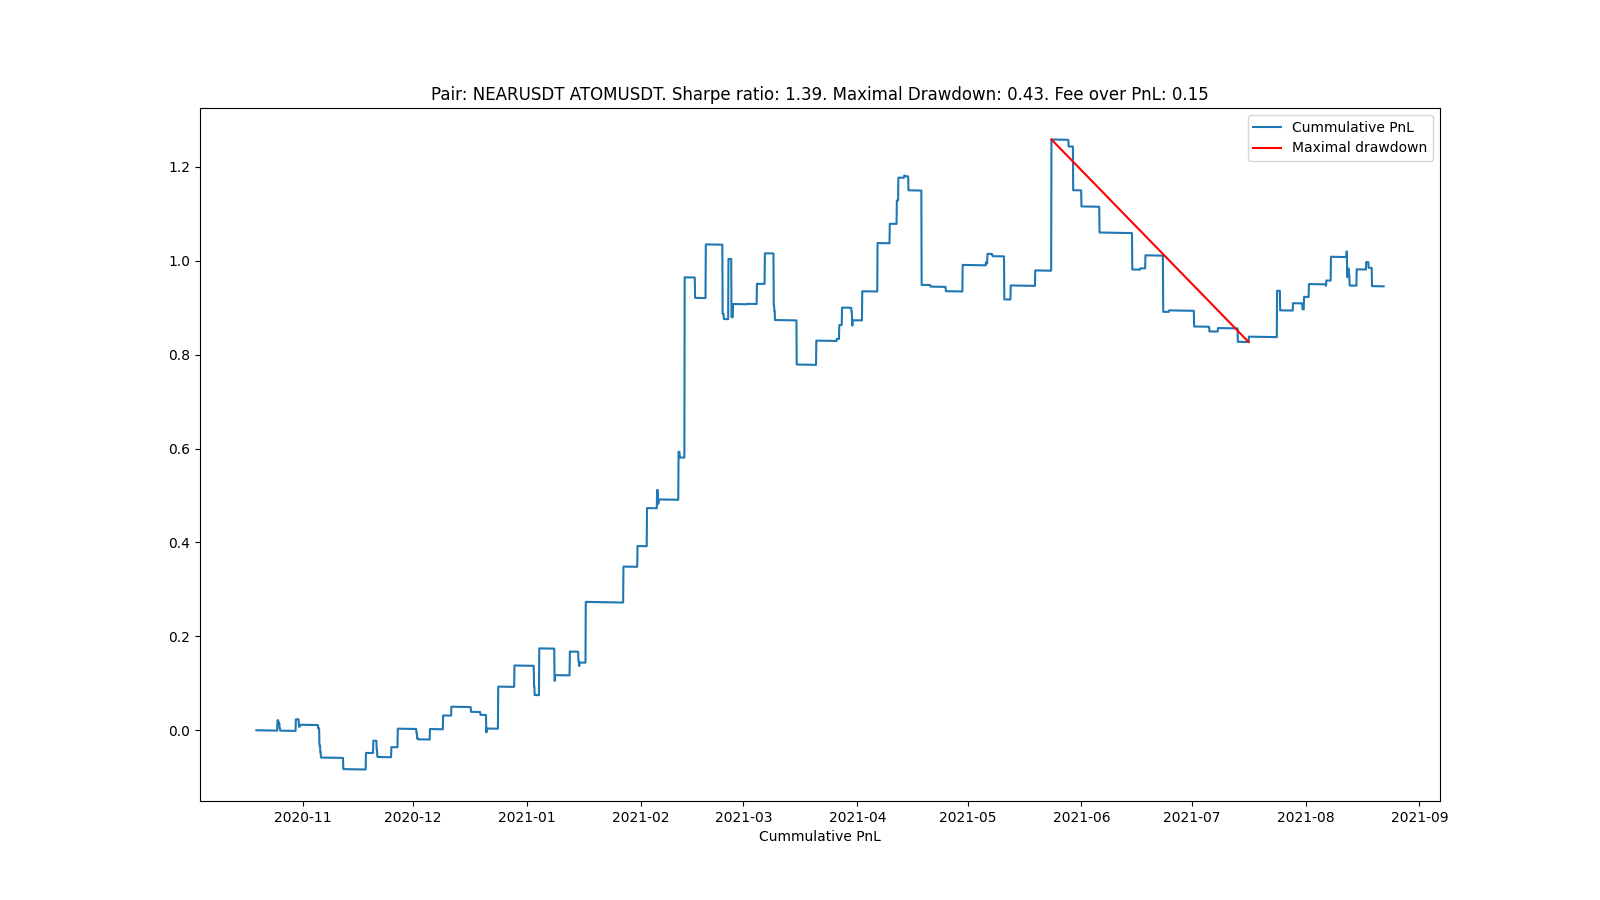 Pair: NEARUSDT ATOMUSDT. Sharpe ratio: 1.39. Maximal Drawdown: 0.43. Fee over PnL: 0.15
Cummulative PnL
Maximal drawdown
1.2
1.0
0.8
0.6
0.4
0.2
0.0
2020-11 2020-12 2021-01 2021-02 2021-03 2021-04 2021-05 2021-06 2021-07 2021-08 2021-09
Cummulative PnL